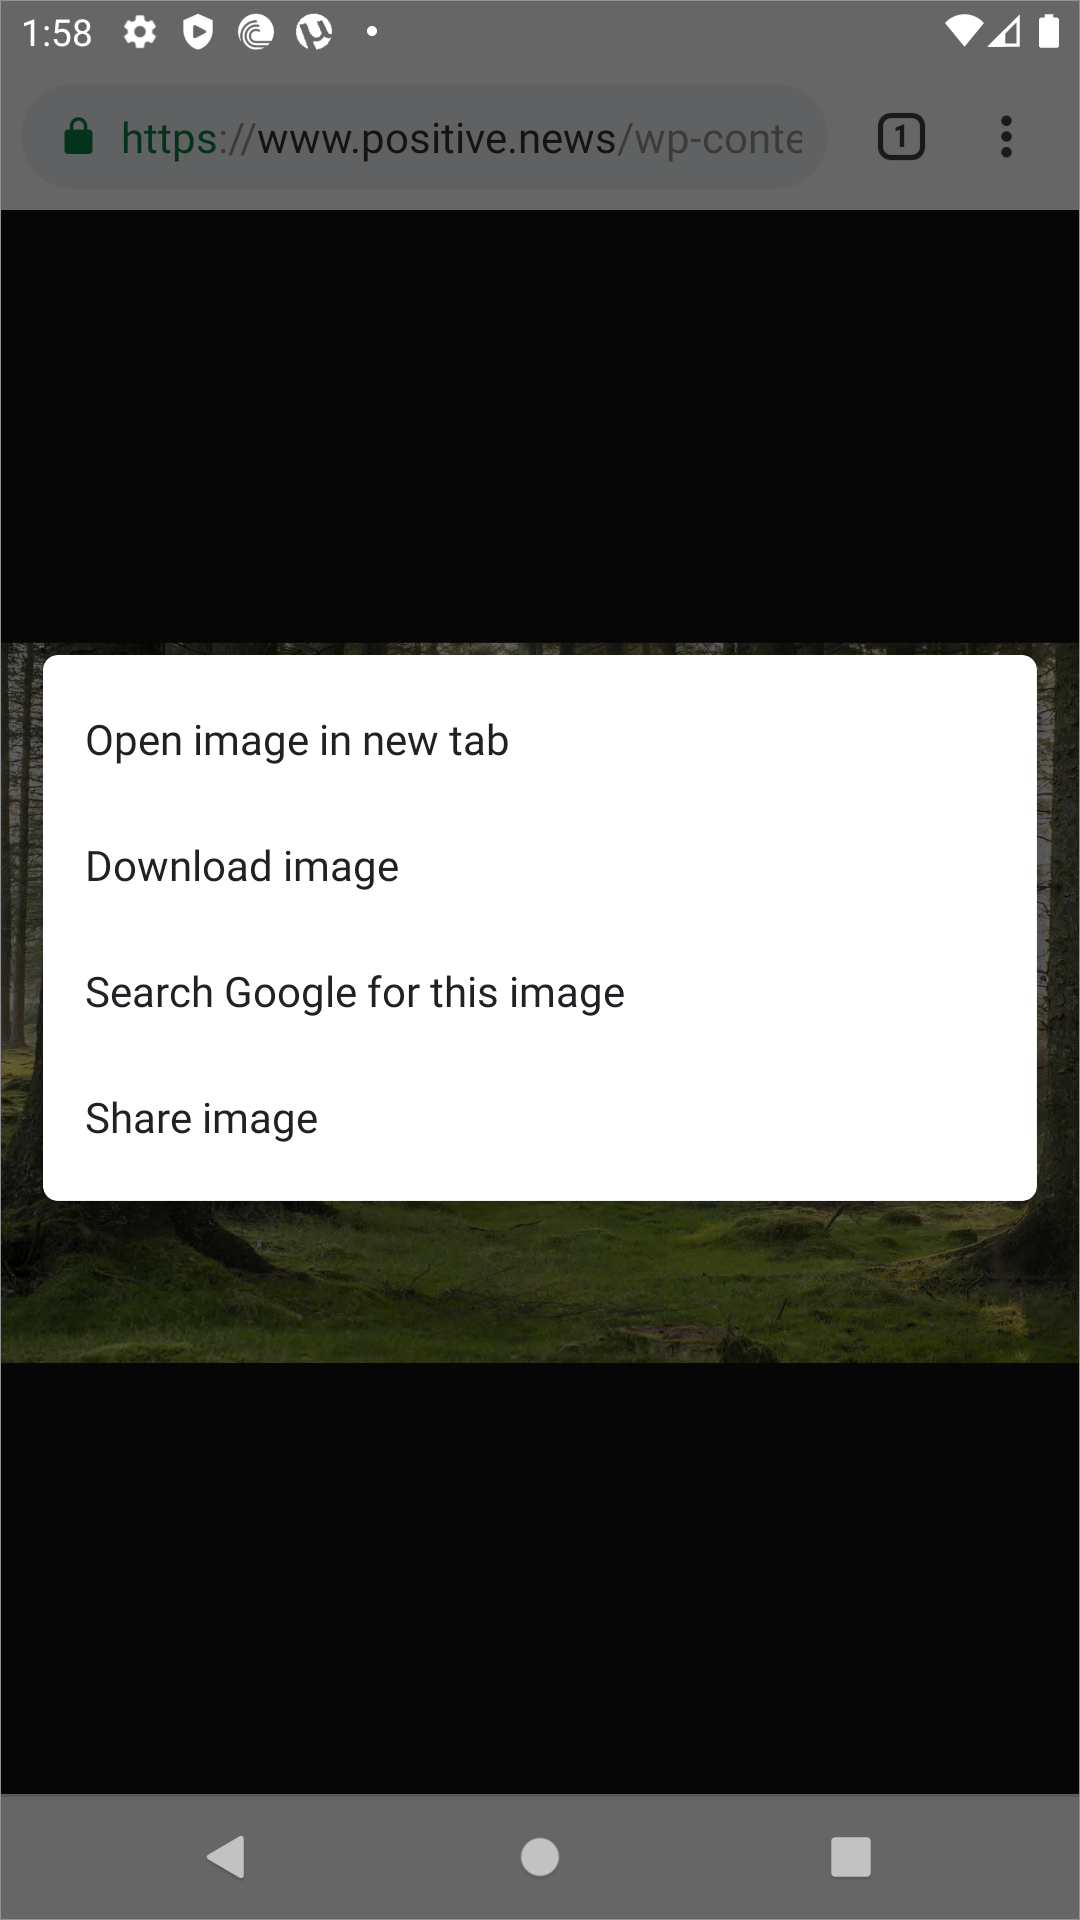 1:58
https://www.positive.news/wp-conte
1
Open image in new tab
Download image
Search Google for this image
Share image